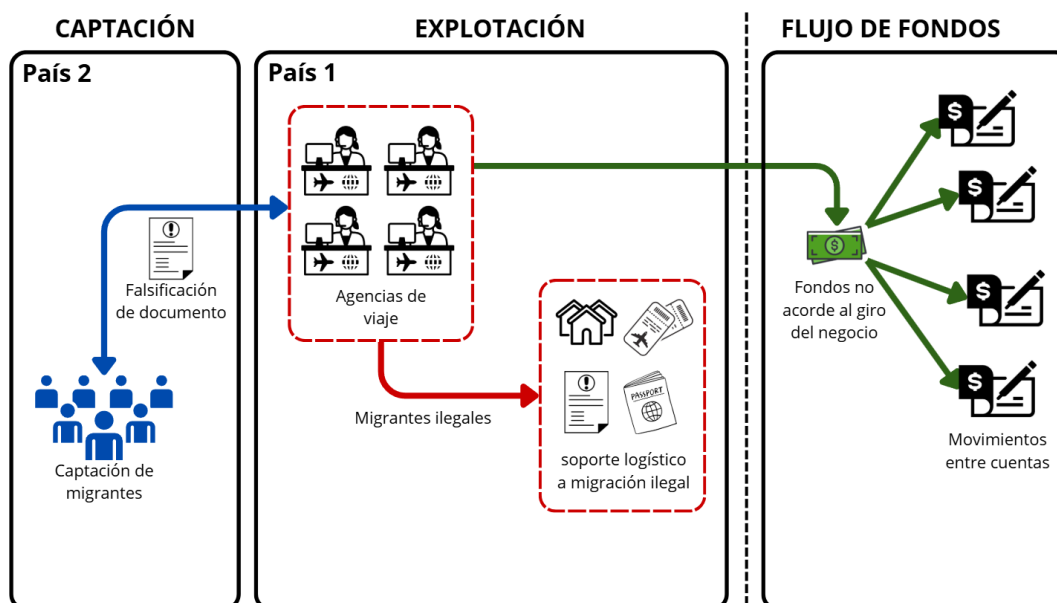 CAPTACIÓN
EXPLOTACIÓN
FLUJO DE FONDOS
País 2
País 1
Falsificación
de documento
Captación de
migrantes
Agencias de
viaje
Migrantes ilegales
PASSPORT
soporte logístico
a migración ilegal
$
Fondos no
acorde al giro
del negocio
$
$
$
$
Movimientos
entre cuentas